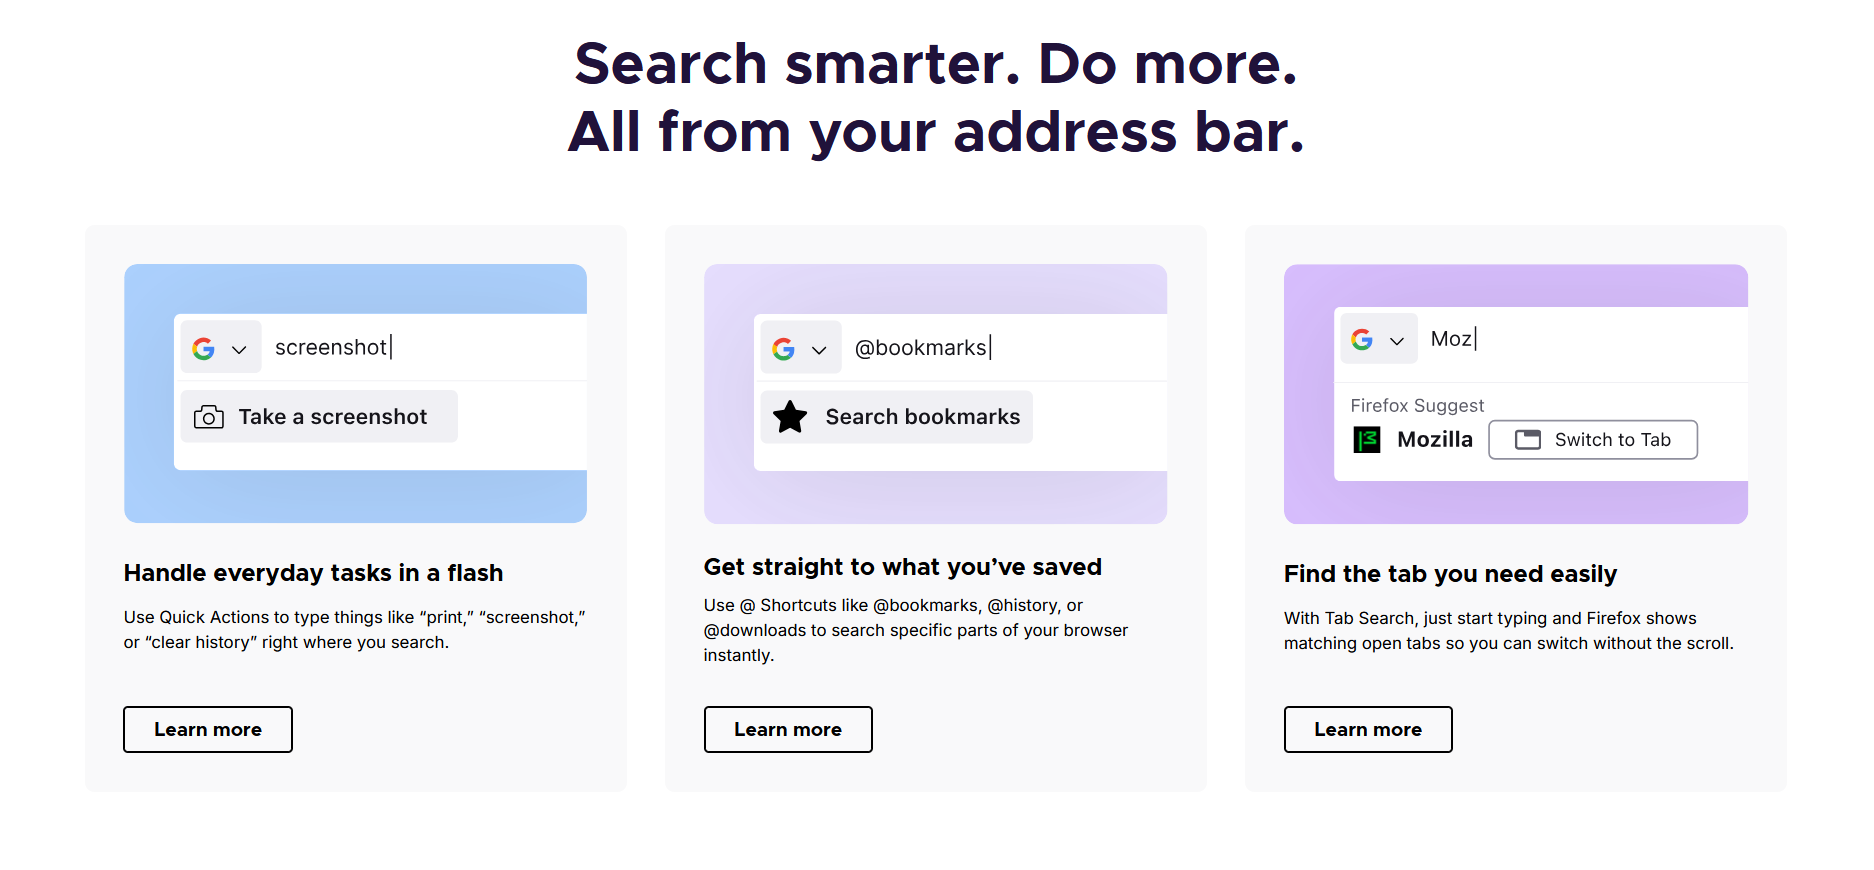 Search smarter. Do more.
All from your address bar.
screenshot
Take a screenshot
Handle everyday tasks in a flash
Use Quick Actions to type things like “print,” “screenshot,”
or “clear history” right where you search.
Learn more
@bookmarks
Search bookmarks
Get straight to what you’ve saved
Use @ Shortcuts like @bookmarks, @history, or
@downloads to search specific parts of your browser
instantly.
Learn more
Moz
Firefox Suggest
Mozilla Switch to Tab
Find the tab you need easily
With Tab Search, just start typing and Firefox shows
matching open tabs so you can switch without the scroll.
Learn more